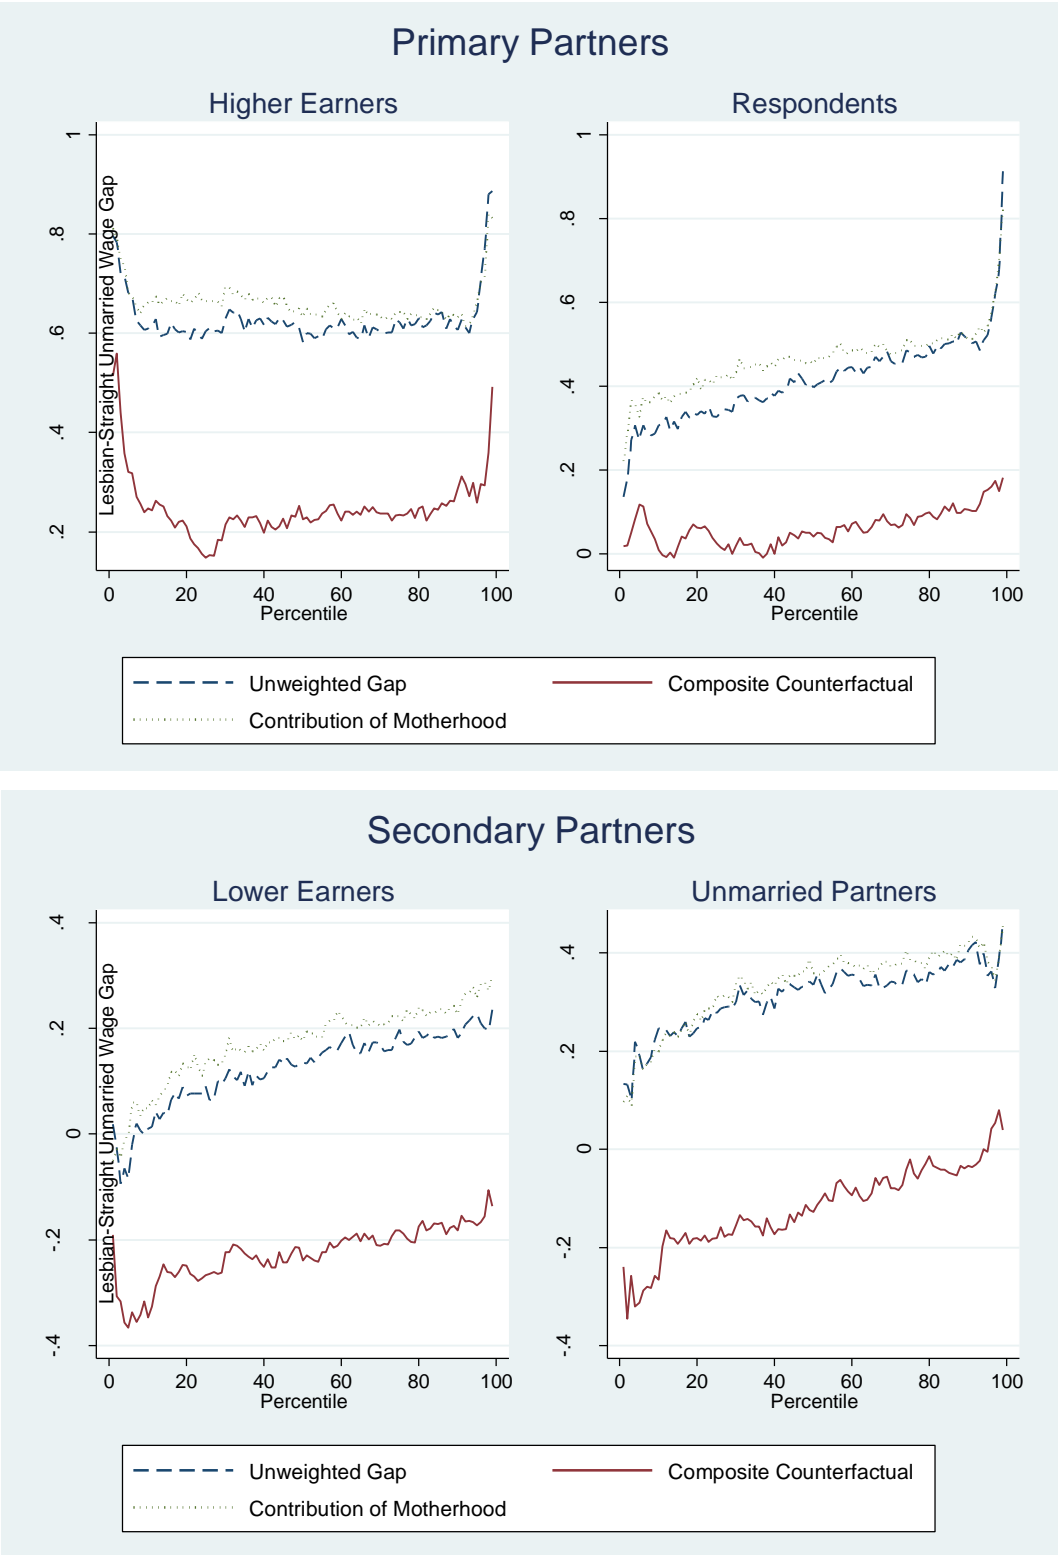 Primary Partners
Higher Earners
Respondents
Lesbian-Straight Unmarried Wage Gap
1
.8
.6
.4
.2
0 20 40 60 80 100
Percentile
1
.8
.6
.4
.2
0
0 20 40 60 80 100
Percentile
Unweighted Gap
Composite Counterfactual
Contribution of Motherhood
Secondary Partners
Lower Earners
Unmarried Partners
Lesbian-Straight Unmarried Wage Gap
.4
.2
0
-.2
-.4
0 20 40 60 80 100
Percentile
.4
.2
0
-.2
-.4
0 20 40 60 80 100
Percentile
Unweighted Gap
Composite Counterfactual
Contribution of Motherhood